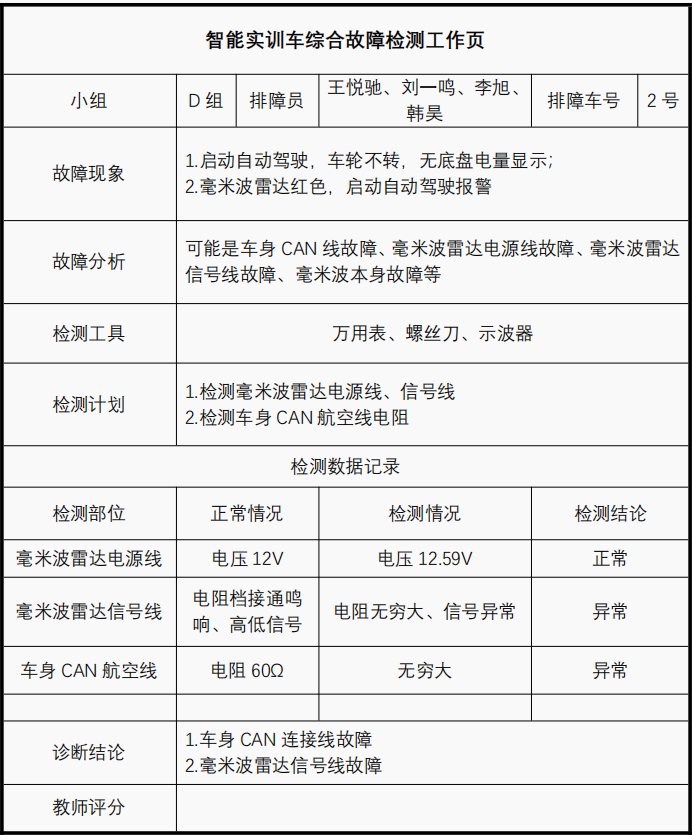 智能实训车综合故障检测工作页
小组 D 组 排障员 王悦驰、刘一鸣、李旭、 排障车号 2 号
韩昊
故障现象
1.启动自动驾驶，车轮不转，无底盘电量显示；
2.毫米波雷达红色，启动自动驾驶报警
故障分析
可能是车身 CAN 线故障、毫米波雷达电源线故障、毫米波雷达
信号线故障、毫米波本身故障等
检测工具 万用表、螺丝刀、示波器
检测计划
1.检测毫米波雷达电源线、信号线
2.检测车身 CAN 航空线电阻
检测数据记录
检测部位 正常情况 检测情况 检测结论
毫米波雷达电源线 电压 12V 电压 12.59V 正常
毫米波雷达信号线 电阻档接通鸣 电阻无穷大、信号异常 异常
响、高低信号
车身 CAN 航空线 电阻 60Ω 无穷大 异常
诊断结论
1.车身 CAN 连接线故障
2.毫米波雷达信号线故障
教师评分